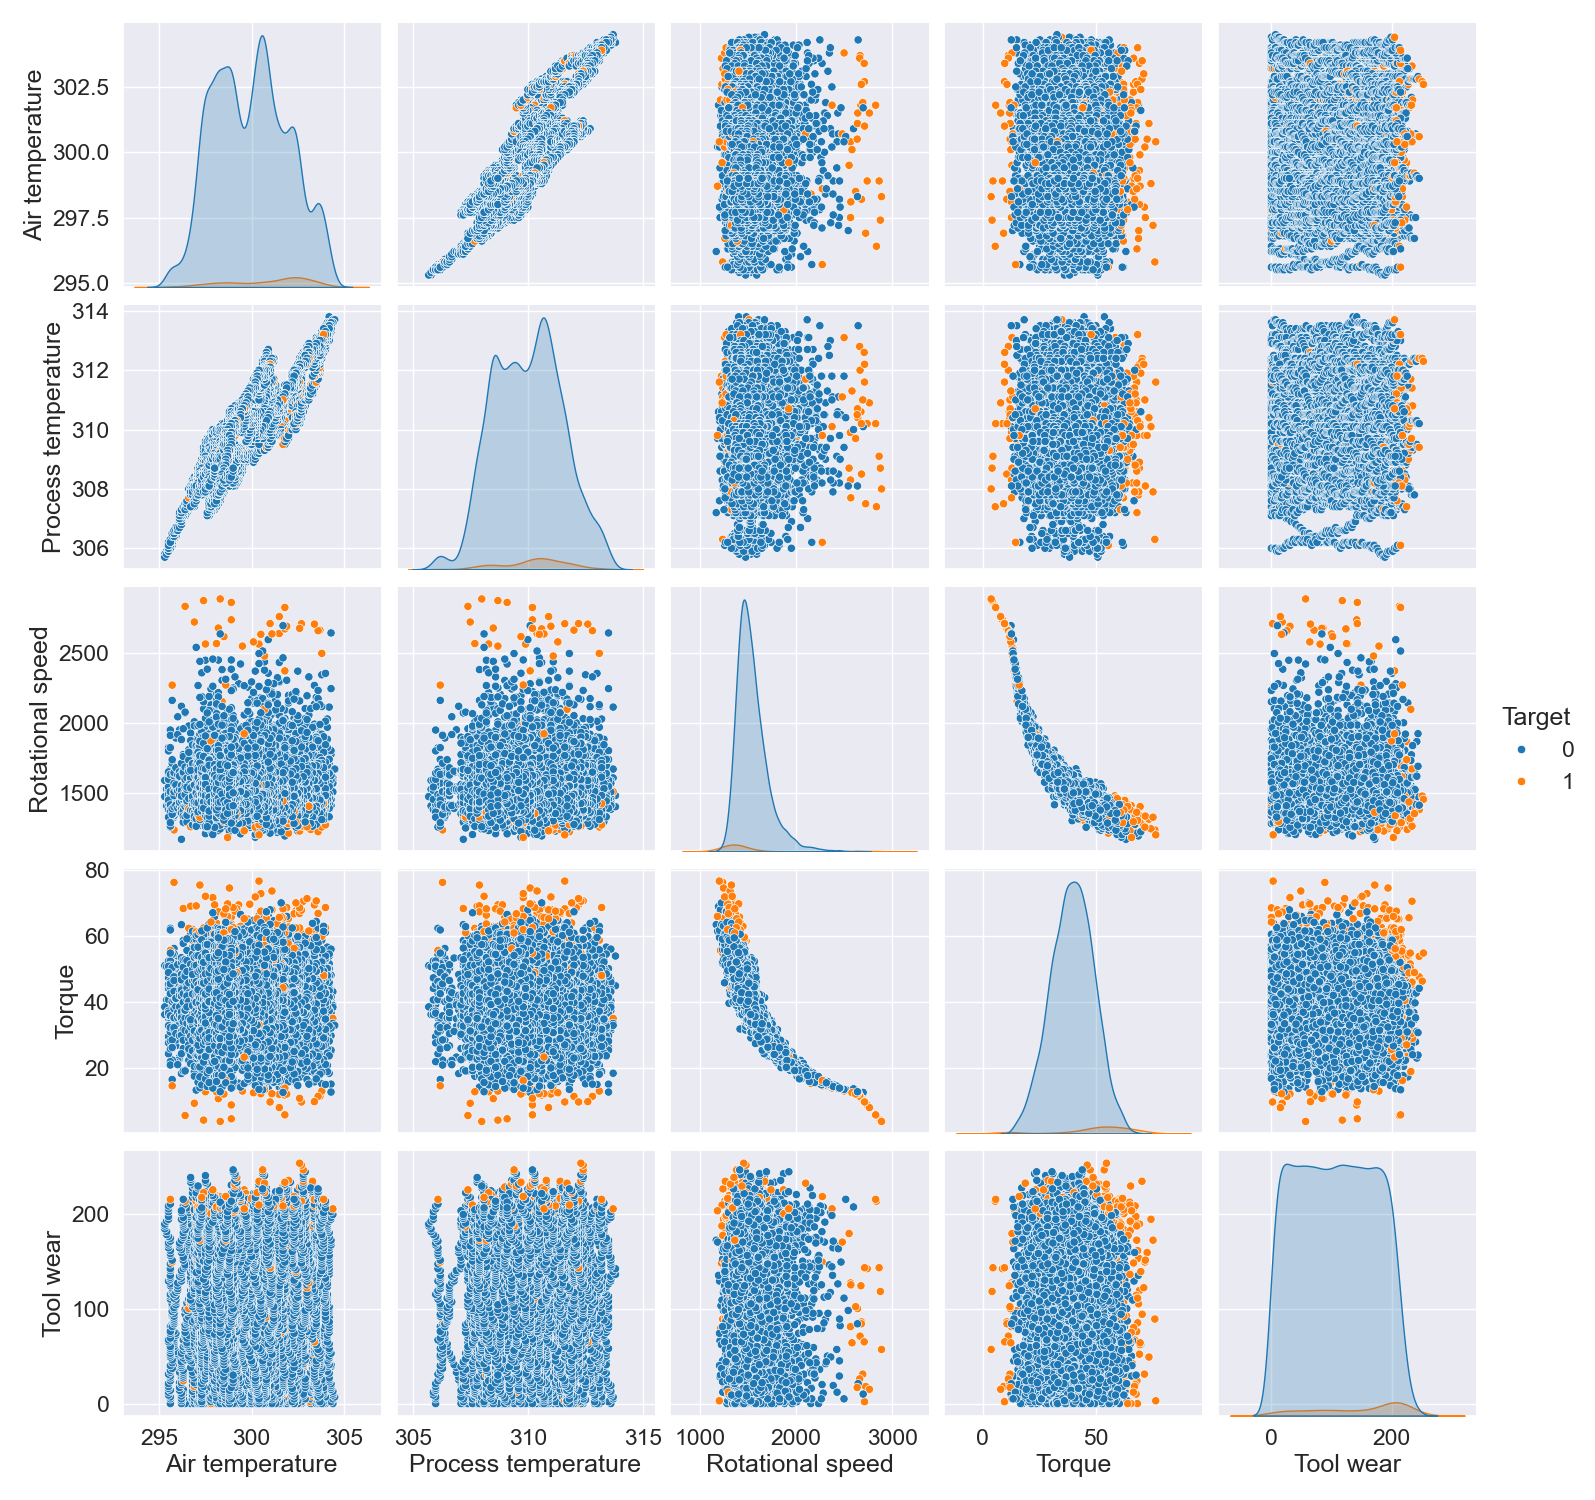 302.5
300.0
297.5
295.0
Air temperature
314
312
310
308
306
Process temperature
2500
2000
1500
Rotational speed
Target
0
1
80
60
40
20
Torque
200
100
0
Tool wear
295 300 305
305 310 315
1000 2000 3000
0 50
0 200
Air temperature
Process temperature
Rotational speed
Torque
Tool wear